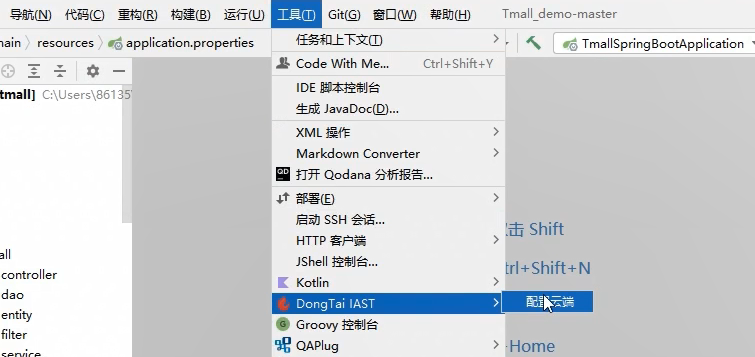 导航(N) 代码(C) 重构(R) 构建(B) 运行(U) 工具(T) Git(G) 窗口(W) 帮助(H) Tmall_demo-master
main resources application.properties TmallSpringBootApplication
tmall] C:\Users\86135
任务和上下文(T)
Code With Me... Ctrl+Shift+Y
IDE 脚本控制台
生成 JavaDoc(D)...
XML 操作
Markdown Converter
QD 打开 Qodana 分析报告...
部署(E)
启动 SSH 会话...
击 Shift
HTTP 客户端
all
JShell 控制台...
trl+Shift+N
controller
Kotlin
dao
DongTai IAST 配置云端
entity
G Groovy 控制台
filter
QAPlug
+Home
service